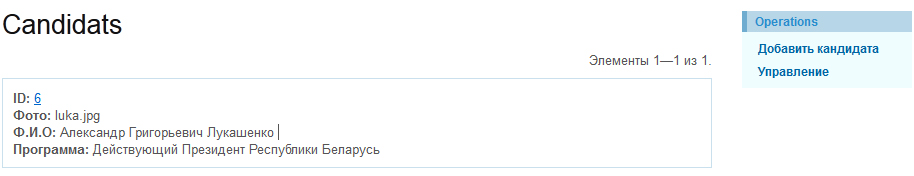 Candidats
Operations
Добавить кандидата
Управление
Элементы 1—1 из 1.
ID: 6
Фото: luka.jpg
Ф.И.О: Александр Григорьевич Лукашенко
Программа: Действующий Президент Республики Беларусь